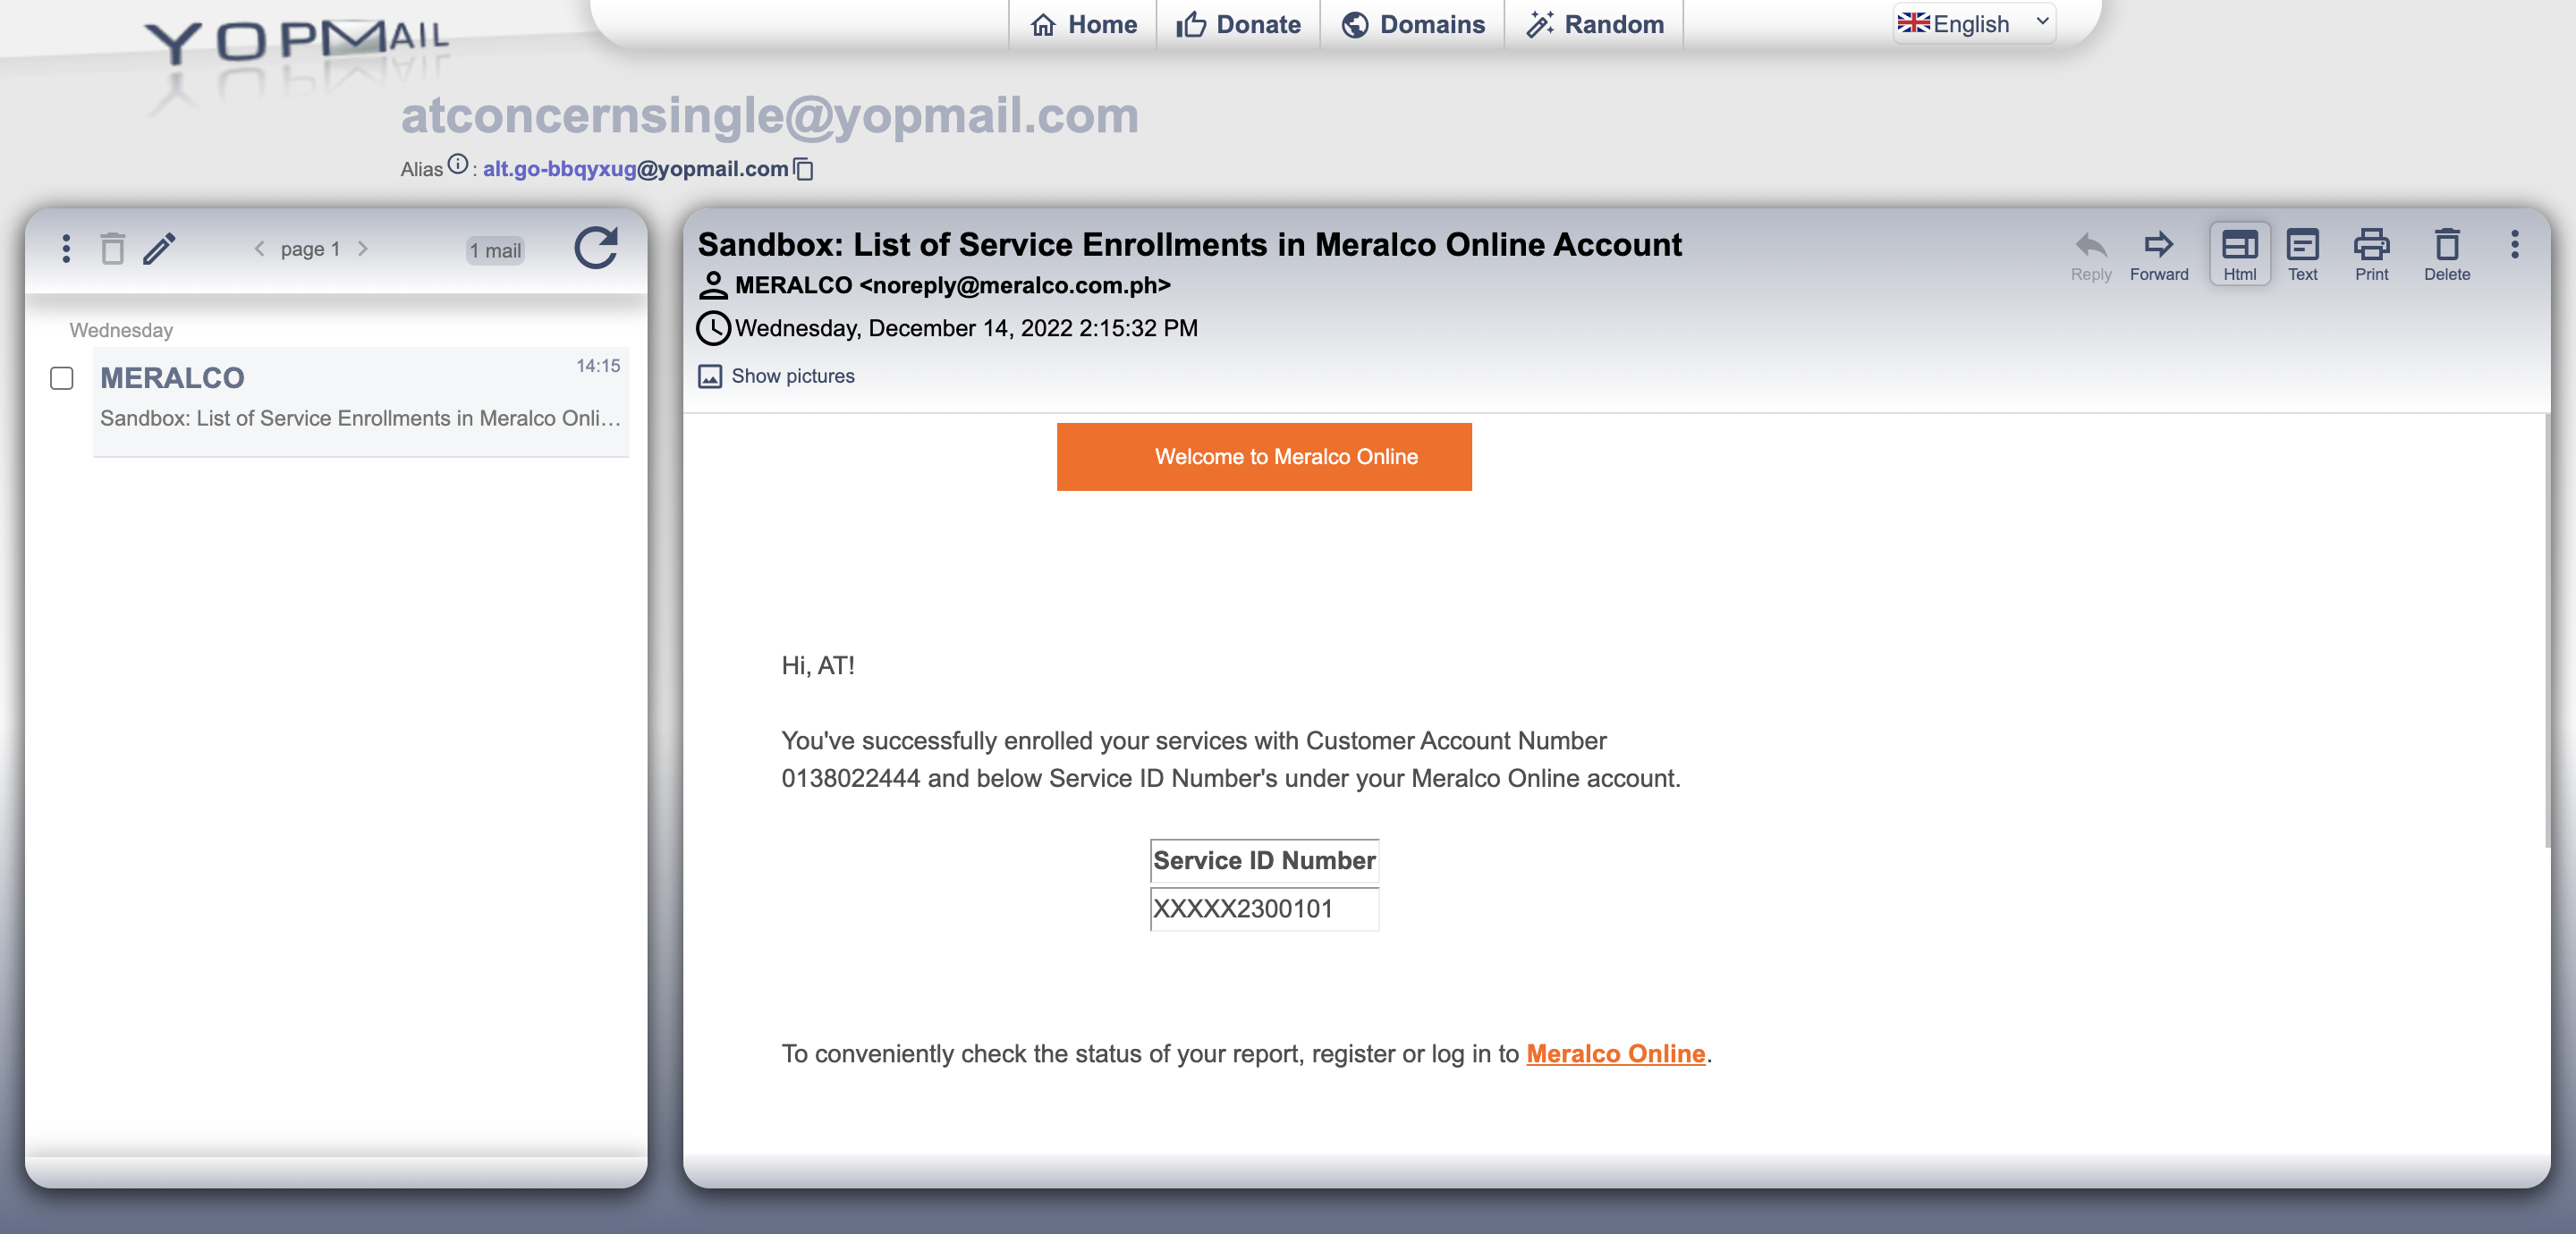 YOPMAIL
Home
Donate
Domains
Random
English
atconcernsingle@yopmail.com
Alias : alt.go-bbqyxug@yopmail.com
page 1
1 mail
Wednesday
MERALCO
14:15
Sandbox: List of Service Enrollments in Meralco Onli...
Sandbox: List of Service Enrollments in Meralco Online Account
MERALCO <noreply@meralco.com.ph>
Wednesday, December 14, 2022 2:15:32 PM
Show pictures
Reply
Forward
Html
Text
Print
Delete
Welcome to Meralco Online
Hi, AT!
You've successfully enrolled your services with Customer Account Number
0138022444 and below Service ID Number's under your Meralco Online account.
Service ID Number
XXXXX2300101
To conveniently check the status of your report, register or log in to Meralco Online.